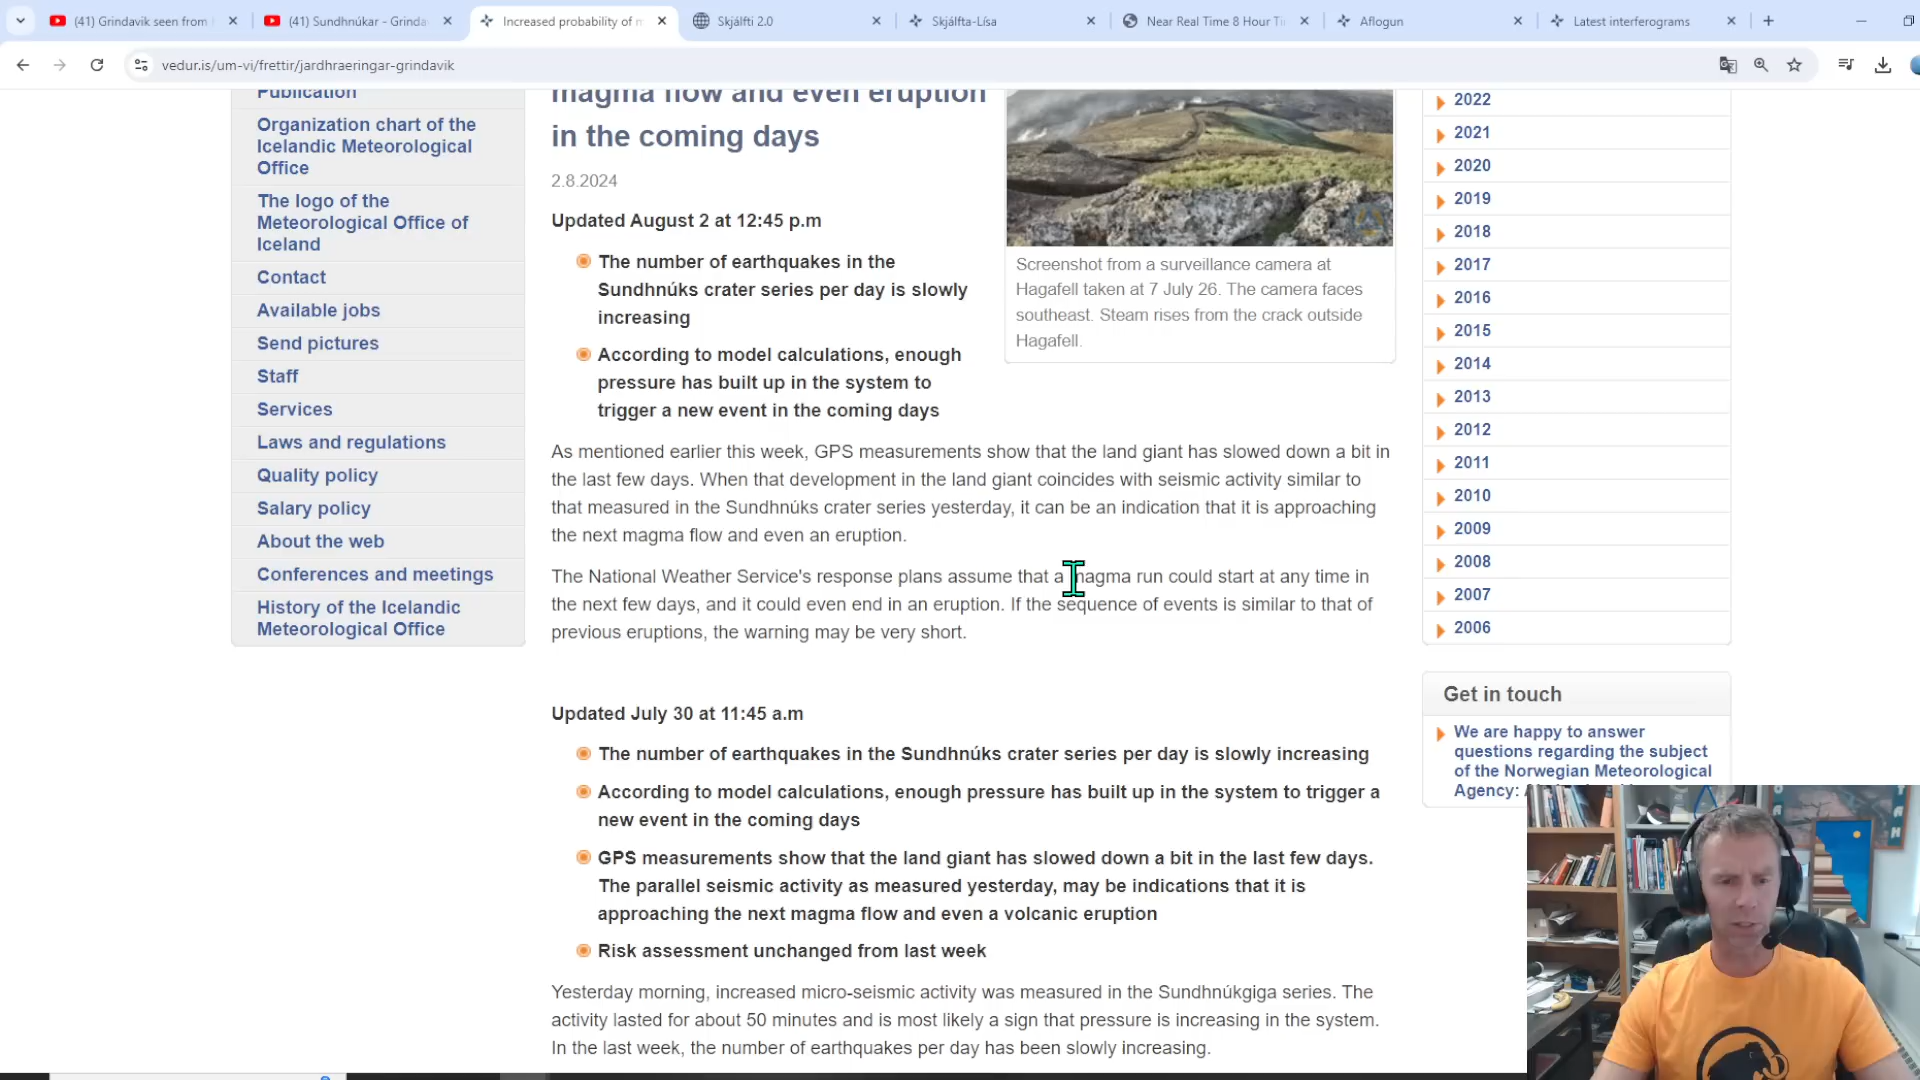 (41) Grindavik seen from
(41) Sundhnúkar - Grinda
Increased probability of m
Skjálfti 2.0
Skjálfta-Lísa
Near Real Time 8 Hour Ti
Aflogun
Latest interferograms
vedur.is/um-vi/frettir/jardhraeringar-grindavik
Publication
Organization chart of the
Icelandic Meteorological
Office
The logo of the
Meteorological Office of
Iceland
Contact
Available jobs
Send pictures
Staff
Services
Laws and regulations
Quality policy
Salary policy
About the web
Conferences and meetings
History of the Icelandic
Meteorological Office
magma flow and even eruption
in the coming days
2.8.2024
Updated August 2 at 12:45 p.m
The number of earthquakes in the
Sundhnúks crater series per day is slowly
increasing
According to model calculations, enough
pressure has built up in the system to
trigger a new event in the coming days
Screenshot from a surveillance camera at
Hagafell taken at 7 July 26. The camera faces
southeast. Steam rises from the crack outside
Hagafell.
As mentioned earlier this week, GPS measurements show that the land giant has slowed down a bit in
the last few days. When that development in the land giant coincides with seismic activity similar to
that measured in the Sundhnúks crater series yesterday, it can be an indication that it is approaching
the next magma flow and even an eruption.
The National Weather Service's response plans assume that a magma run could start at any time in
the next few days, and it could even end in an eruption. If the sequence of events is similar to that of
previous eruptions, the warning may be very short.
Updated July 30 at 11:45 a.m
The number of earthquakes in the Sundhnúks crater series per day is slowly increasing
According to model calculations, enough pressure has built up in the system to trigger a
new event in the coming days
GPS measurements show that the land giant has slowed down a bit in the last few days.
The parallel seismic activity as measured yesterday, may be indications that it is
approaching the next magma flow and even a volcanic eruption
Risk assessment unchanged from last week
Yesterday morning, increased micro-seismic activity was measured in the Sundhnúkgiga series. The
activity lasted for about 50 minutes and is most likely a sign that pressure is increasing in the system.
In the last week, the number of earthquakes per day has been slowly increasing.
2022
2021
2020
2019
2018
2017
2016
2015
2014
2013
2012
2011
2010
2009
2008
2007
2006
Get in touch
We are happy to answer
questions regarding the subject
of the Norwegian Meteorological
Agency: